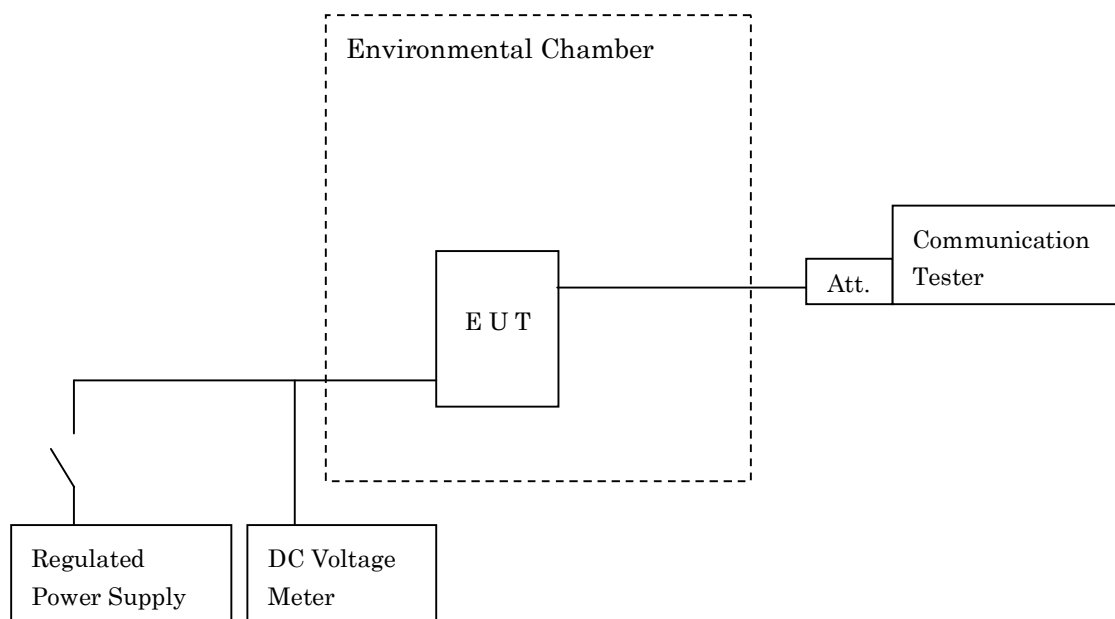 Environmental Chamber
Communication
Tester
Att.
E U T
Regulated
Power Supply
DC Voltage
Meter